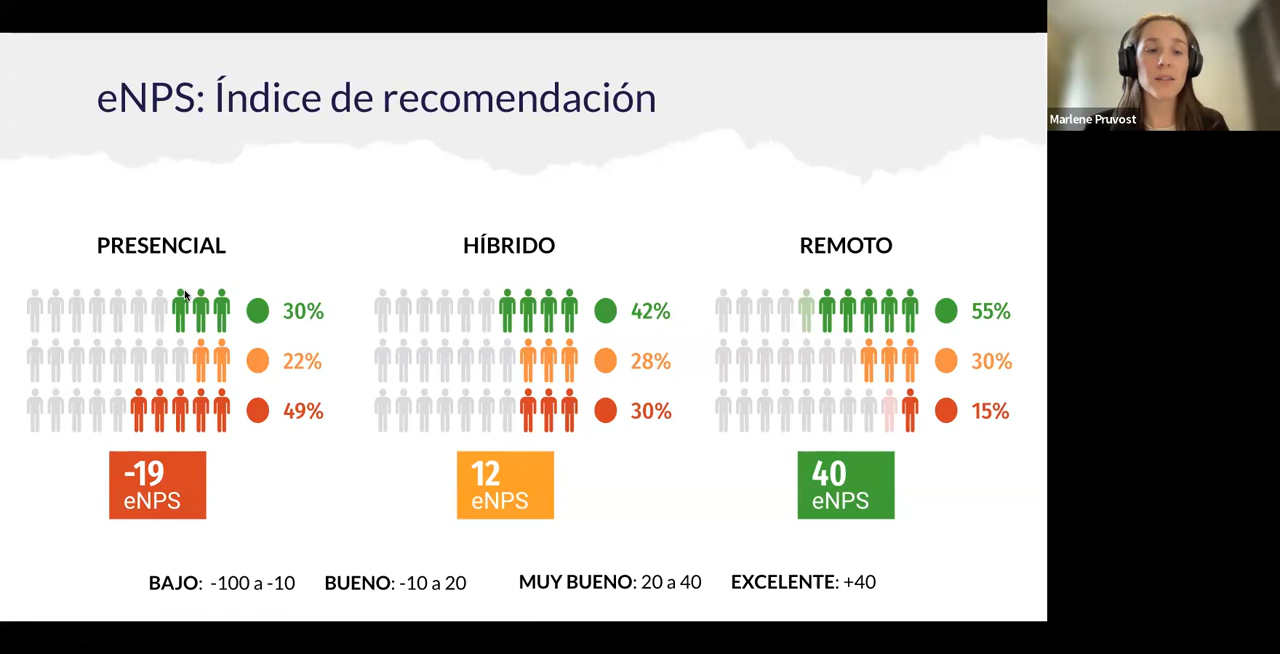 eNPS: Índice de recomendación
Marlene Pruvost
PRESENCIAL
30%
22%
49%
-19
eNPS
HÍBRIDO
42%
28%
30%
12
eNPS
REMOTO
55%
30%
15%
40
eNPS
BAJO: -100 a -10 BUENO: -10 a 20 MUY BUENO: 20 a 40 EXCELENTE: +40